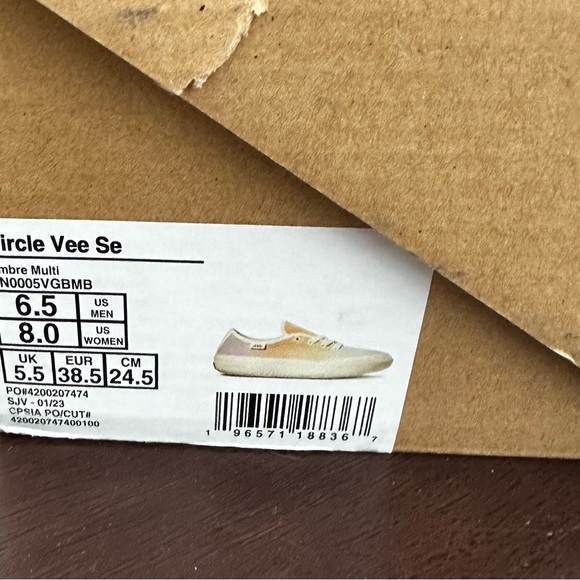 ircle Vee Se
mbre Multi
N0005VGBMB
6.5 US MEN
8.0 US WOMEN
UK EUR CM
5.5 38.5 24.5
PO#4200207474
SJV - 01/23
CPSIA PO/CUT#
420020747400100
1 96571 18836 7